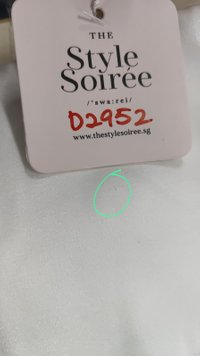 THE
Style
Soirée
/ˈswɑːreɪ/
D2952
www.thestylesoiree.sg